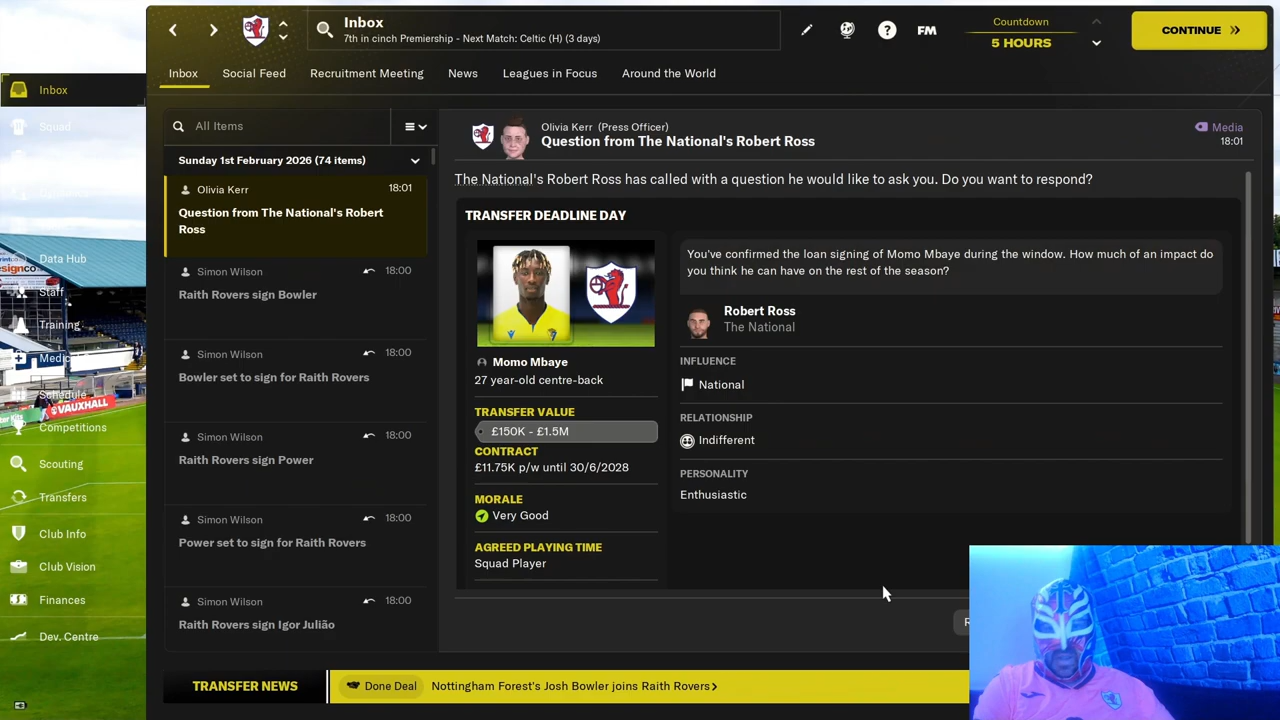 Inbox
7th in cinch Premiership - Next Match: Celtic (H) (3 days)
Countdown
5 HOURS
CONTINUE
FM
Inbox
Social Feed
Recruitment Meeting
News
Leagues in Focus
Around the World
Inbox
Squad
Data Hub
Staff
Training
Medical
Schedule
Competitions
Scouting
Transfers
Club Info
Club Vision
Finances
Dev. Centre
VAUXHALL
All Items
Sunday 1st February 2026 (74 items)
Olivia Kerr 18:01
Question from The National's Robert
Ross
Simon Wilson 18:00
Raith Rovers sign Bowler
Simon Wilson 18:00
Bowler set to sign for Raith Rovers
Simon Wilson 18:00
Raith Rovers sign Power
Simon Wilson 18:00
Power set to sign for Raith Rovers
Simon Wilson 18:00
Raith Rovers sign Igor Julião
Olivia Kerr (Press Officer)
Question from The National's Robert Ross
Media
18:01
The National's Robert Ross has called with a question he would like to ask you. Do you want to respond?
TRANSFER DEADLINE DAY
Momo Mbaye
27 year-old centre-back
TRANSFER VALUE
£150K - £1.5M
CONTRACT
£11.75K p/w until 30/6/2028
MORALE
Very Good
AGREED PLAYING TIME
Squad Player
You've confirmed the loan signing of Momo Mbaye during the window. How much of an impact do
you think he can have on the rest of the season?
Robert Ross
The National
INFLUENCE
National
RELATIONSHIP
Indifferent
PERSONALITY
Enthusiastic
TRANSFER NEWS
Done Deal
Nottingham Forest's Josh Bowler joins Raith Rovers>